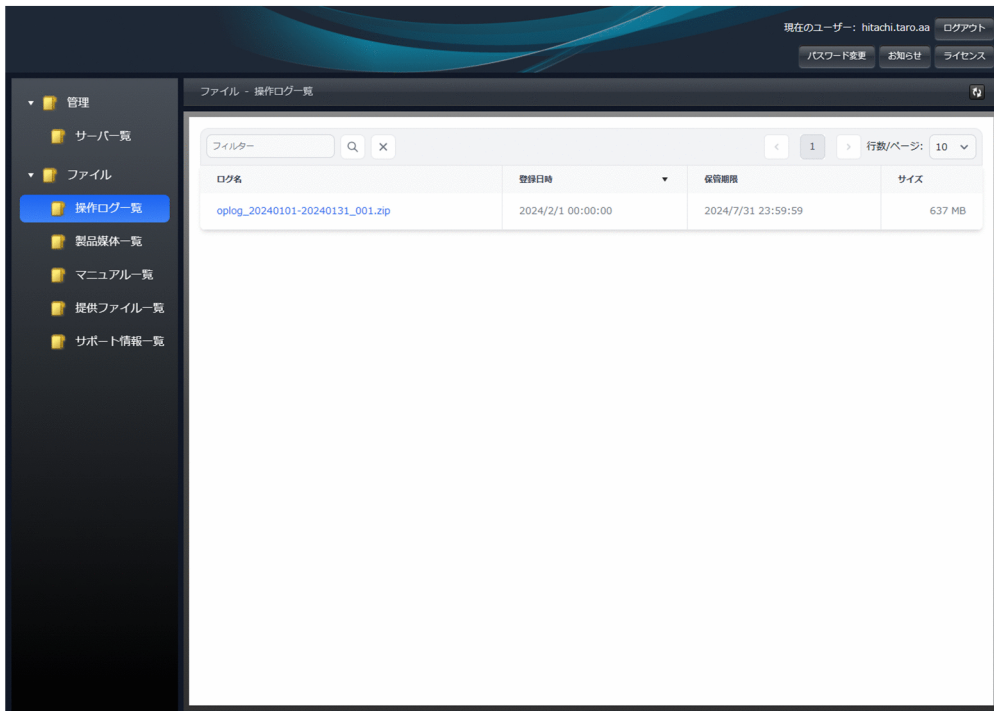 現在のユーザー: hitachi.taro.aa ログアウト
パスワード変更 お知らせ ライセンス
管理
サーバ一覧
ファイル
操作ログ一覧
製品媒体一覧
マニュアル一覧
提供ファイル一覧
サポート情報一覧
ファイル - 操作ログ一覧
フィルター 1 行数/ページ: 10
ログ名 登録日時 保管期限 サイズ
oplog_20240101-20240131_001.zip 2024/2/1 00:00:00 2024/7/31 23:59:59 637 MB